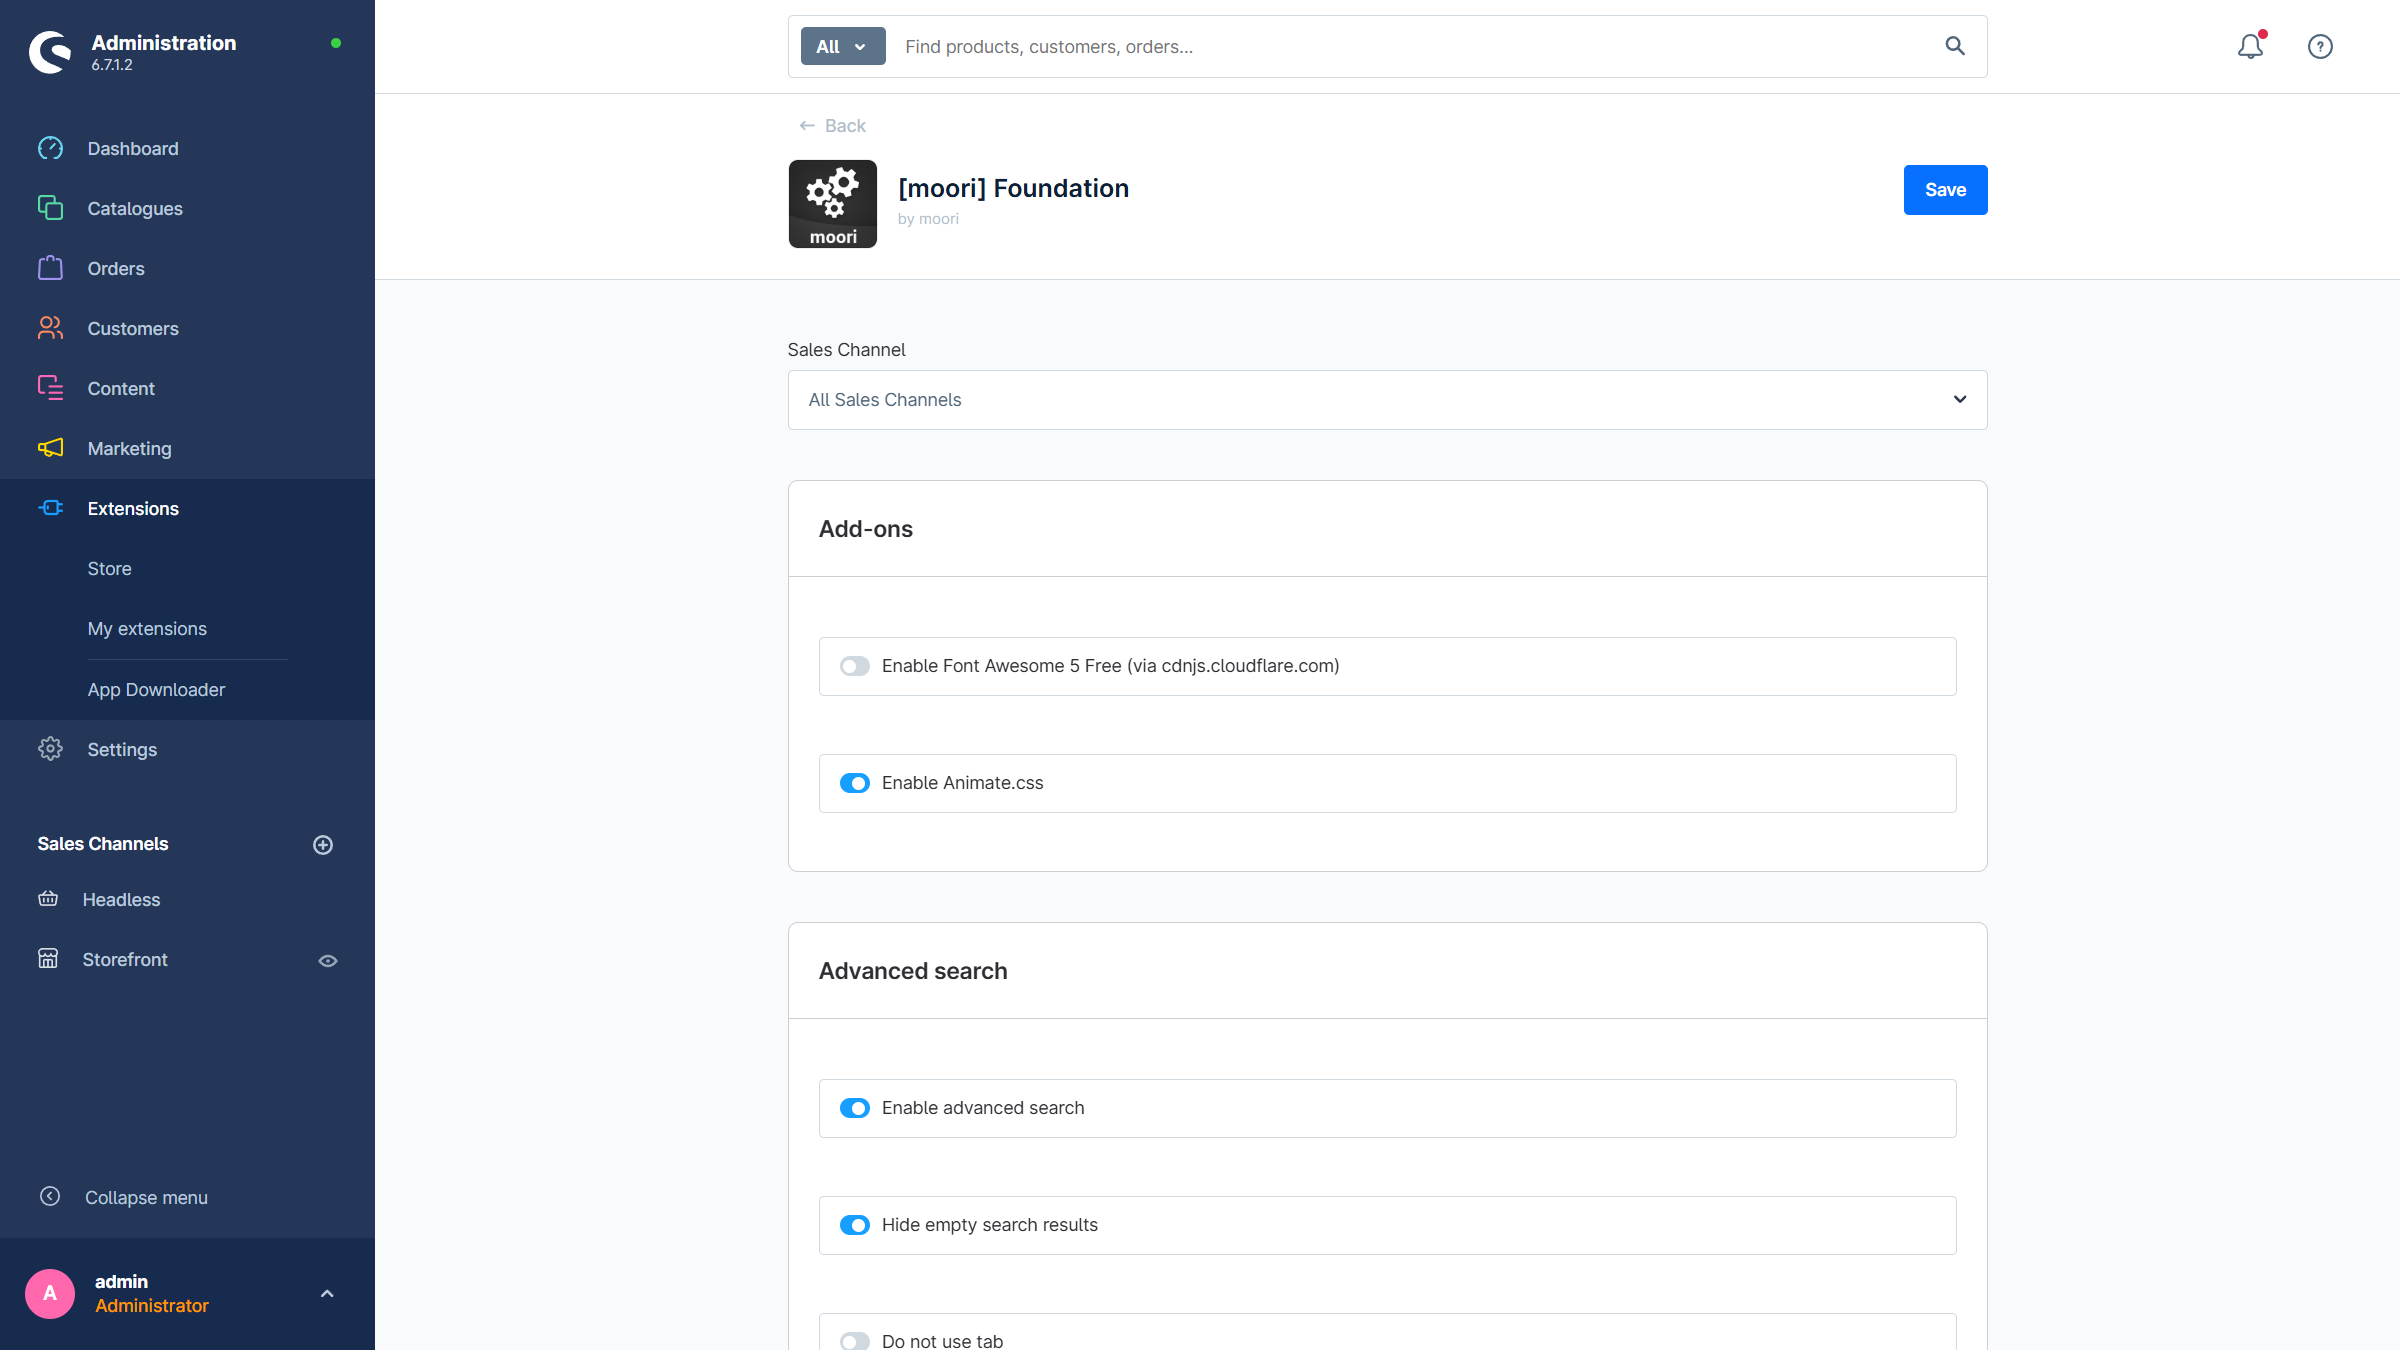 Administration
6.7.1.2
Dashboard
Catalogues
Orders
Customers
Content
Marketing
Extensions
Store
My extensions
App Downloader
Settings
Sales Channels
Headless
Storefront
Collapse menu
A
admin
Administrator
All
Find products, customers, orders...
Back
moori
[moori] Foundation
by moori
Save
Sales Channel
All Sales Channels
Add-ons
Enable Font Awesome 5 Free (via cdnjs.cloudflare.com)
Enable Animate.css
Advanced search
Enable advanced search
Hide empty search results
Do not use tab